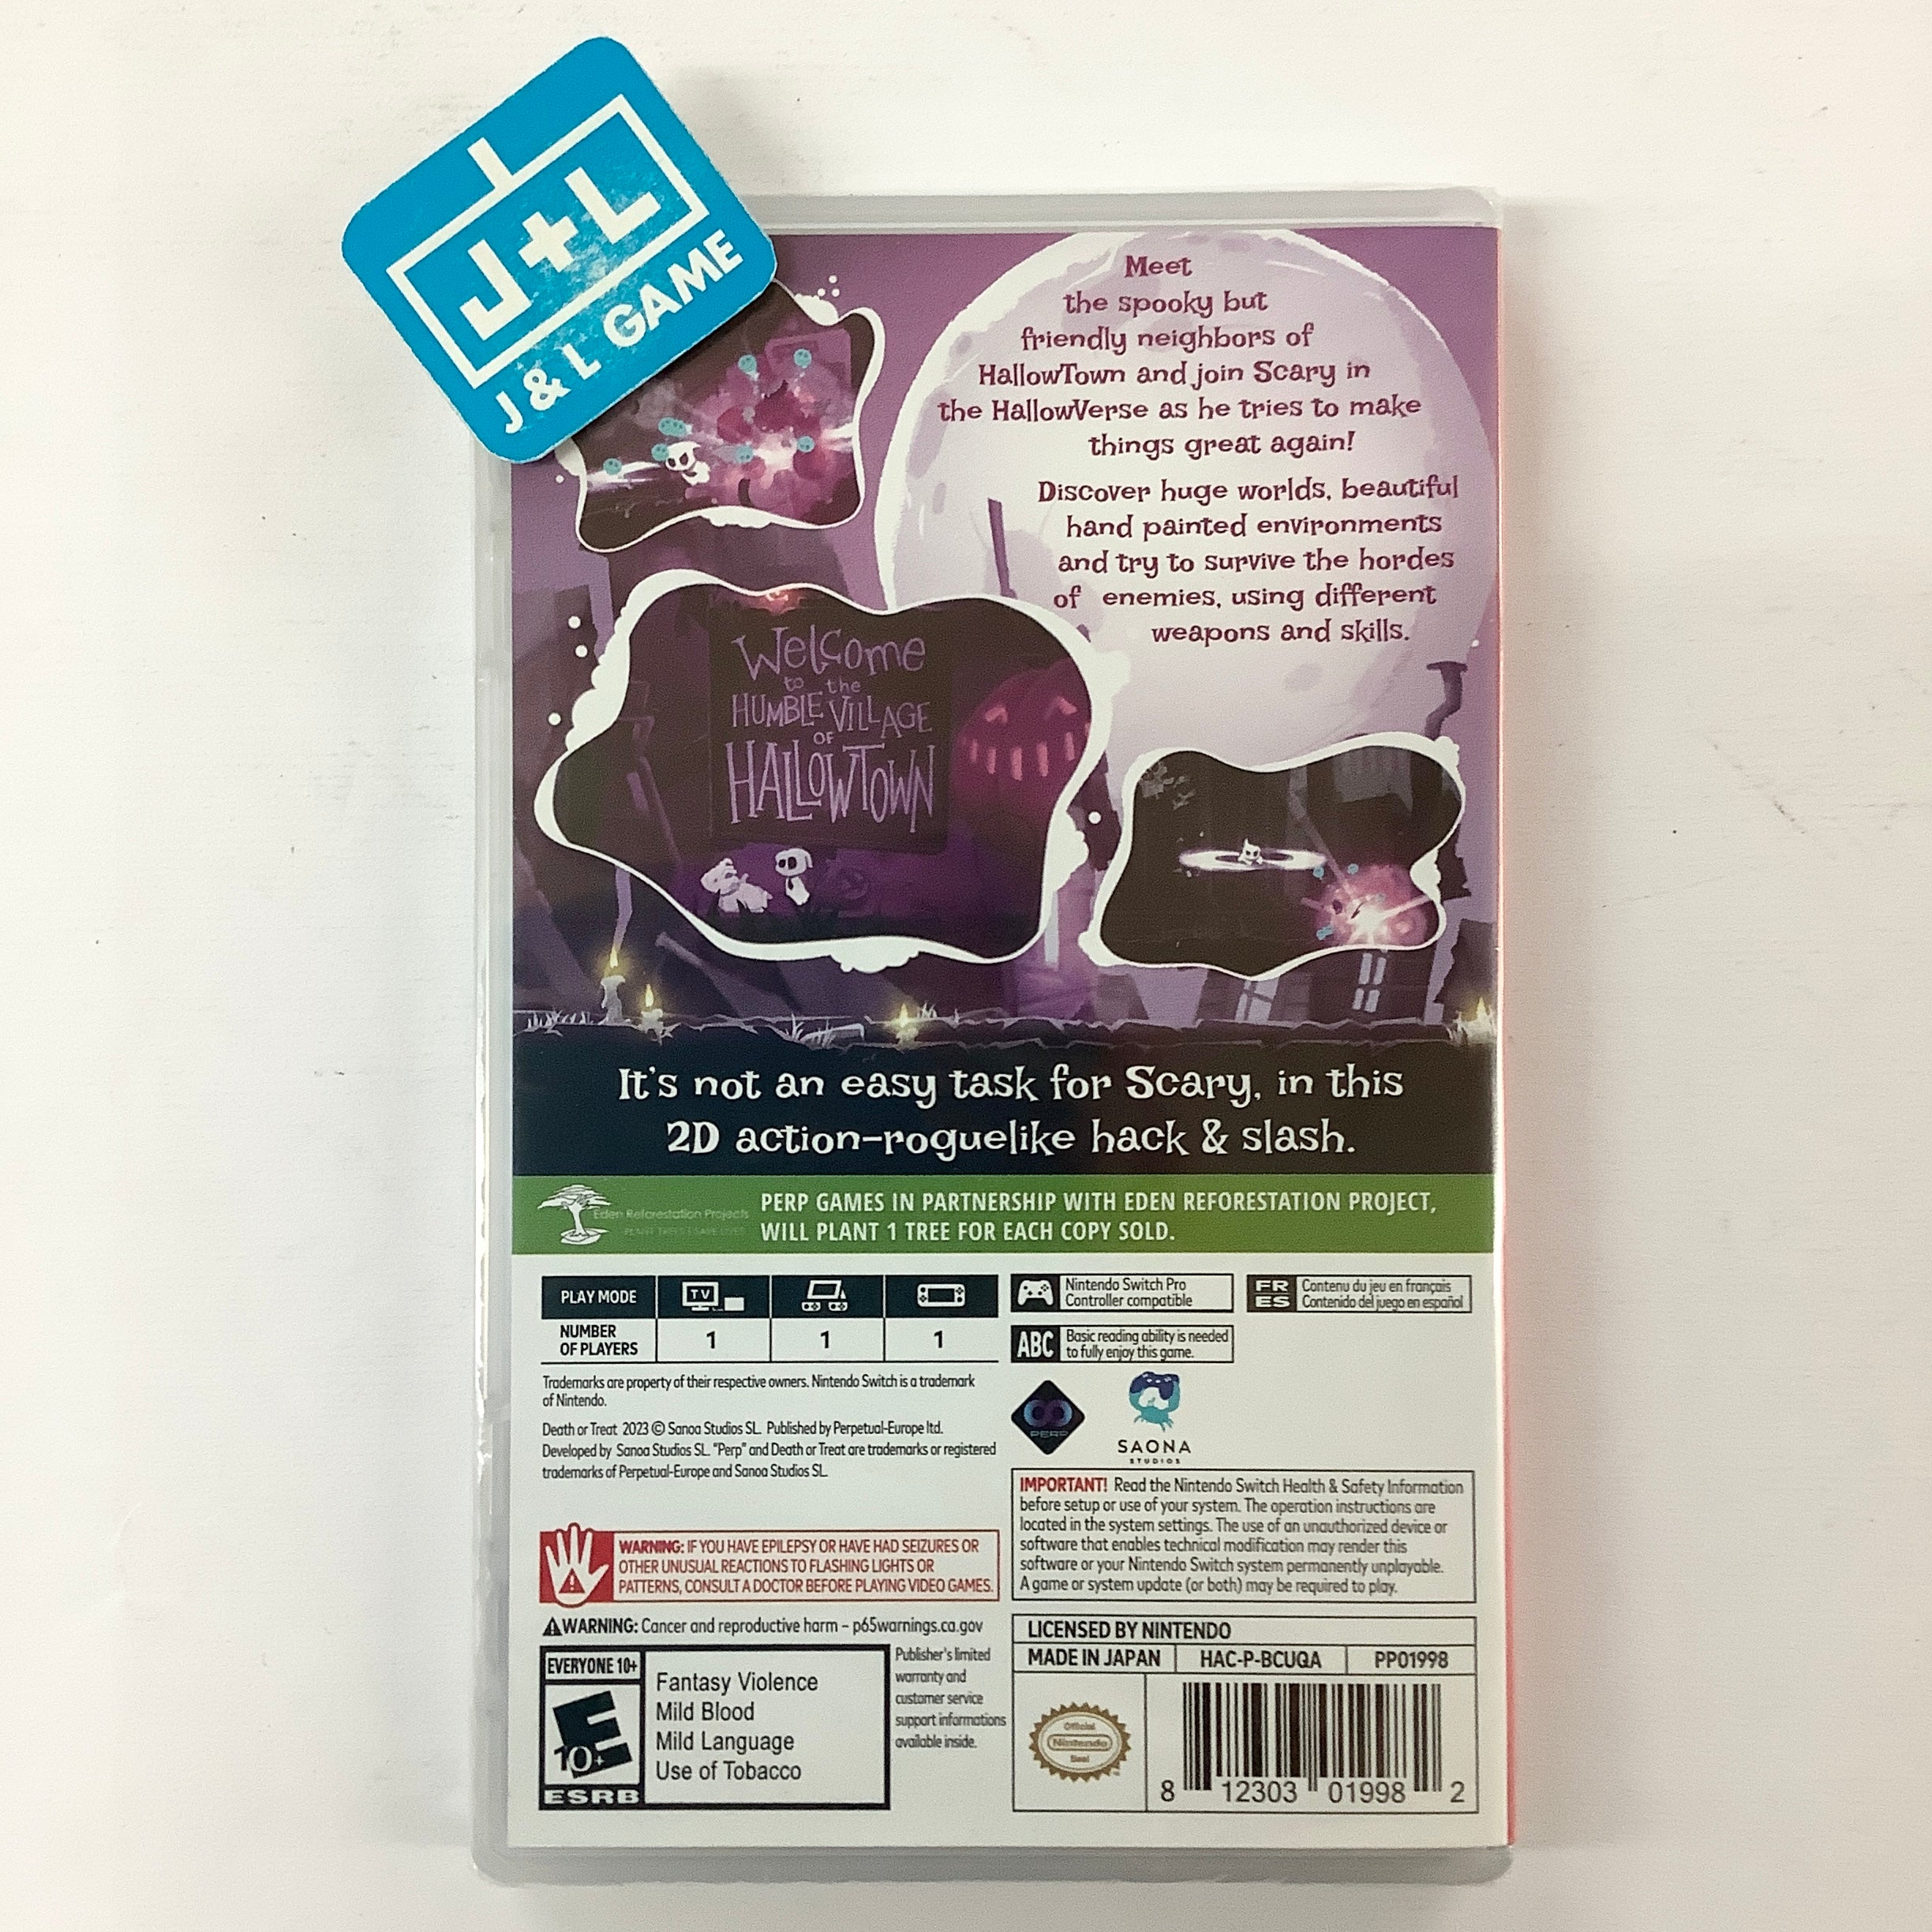 J+L
J & L GAME
Meet
the spooky but
friendly neighbors of
HallowTown and join Scary in
the HallowVerse as he tries to make
things great again!
Discover huge worlds, beautiful
hand painted environments
and try to survive the hordes
of enemies, using different
weapons and skills.
Welcome
to the
HUMBLE VILLAGE
OF
HALLOWTOWN
It's not an easy task for Scary, in this
2D action-roguelike hack & slash.
Eden Reforestation Projects
PLANT TREES | SAVE LIVES
PERP GAMES IN PARTNERSHIP WITH EDEN REFORESTATION PROJECT,
WILL PLANT 1 TREE FOR EACH COPY SOLD.
PLAY MODE
TV
NUMBER
OF PLAYERS
1 1 1
Nintendo Switch Pro
Controller compatible
FR
ES
Contenu du jeu en français
Contenido del juego en español
ABC
Basic reading ability is needed
to fully enjoy this game.
Trademarks are property of their respective owners. Nintendo Switch is a trademark
of Nintendo.
Death or Treat 2023 © Sanoa Studios SL. Published by Perpetual-Europe ltd.
Developed by Sanoa Studios SL. "Perp" and Death or Treat are trademarks or registered
trademarks of Perpetual-Europe and Sanoa Studios SL.
PERP
SAONA
STUDIOS
IMPORTANT! Read the Nintendo Switch Health & Safety Information
before setup or use of your system. The operation instructions are
located in the system settings. The use of an unauthorized device or
software that enables technical modification may render this
software or your Nintendo Switch system permanently unplayable.
A game or system update (or both) may be required to play.
WARNING: IF YOU HAVE EPILEPSY OR HAVE HAD SEIZURES OR
OTHER UNUSUAL REACTIONS TO FLASHING LIGHTS OR
PATTERNS, CONSULT A DOCTOR BEFORE PLAYING VIDEO GAMES.
WARNING: Cancer and reproductive harm – p65warnings.ca.gov
EVERYONE 10+
E
10+
ESRB
Fantasy Violence
Mild Blood
Mild Language
Use of Tobacco
Publisher's limited
warranty and
customer service
support informations
available inside.
LICENSED BY NINTENDO
MADE IN JAPAN HAC-P-BCUQA PP01998
Official
Nintendo
Seal
8 12303 01998 2